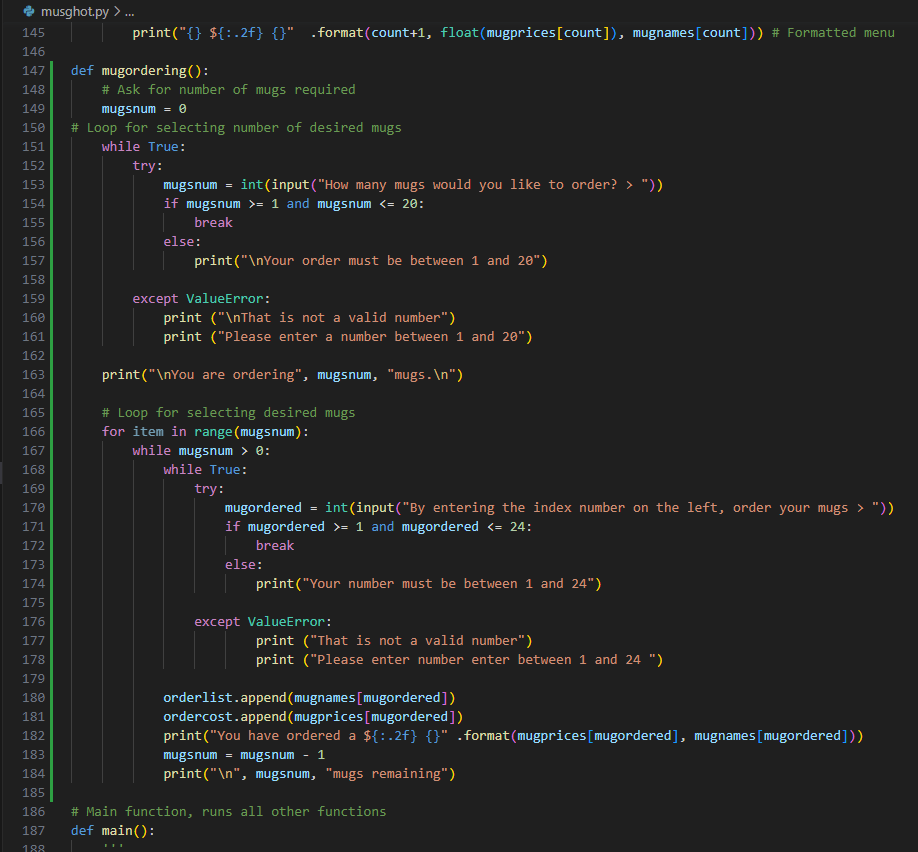 musghot.py > ...
145 print("{} ${:.2f} {}" .format(count+1, float(mugprices[count]), mugnames[count])) # Formatted menu
146
147 def mugordering():
148 # Ask for number of mugs required
149 mugsnum = 0
150 # Loop for selecting number of desired mugs
151 while True:
152 try:
153 mugsnum = int(input("How many mugs would you like to order? > "))
154 if mugsnum >= 1 and mugsnum <= 20:
155 break
156 else:
157 print("\nYour order must be between 1 and 20")
158
159 except ValueError:
160 print ("\nThat is not a valid number")
161 print ("Please enter a number between 1 and 20")
162
163 print("\nYou are ordering", mugsnum, "mugs.\n")
164
165 # Loop for selecting desired mugs
166 for item in range(mugsnum):
167 while mugsnum > 0:
168 while True:
169 try:
170 mugordered = int(input("By entering the index number on the left, order your mugs > "))
171 if mugordered >= 1 and mugordered <= 24:
172 break
173 else:
174 print("Your number must be between 1 and 24")
175
176 except ValueError:
177 print ("That is not a valid number")
178 print ("Please enter number enter between 1 and 24 ")
179
180 orderlist.append(mugnames[mugordered])
181 ordercost.append(mugprices[mugordered])
182 print("You have ordered a ${:.2f} {}" .format(mugprices[mugordered], mugnames[mugordered]))
183 mugsnum = mugsnum - 1
184 print("\n", mugsnum, "mugs remaining")
185
186 # Main function, runs all other functions
187 def main():
188 '''